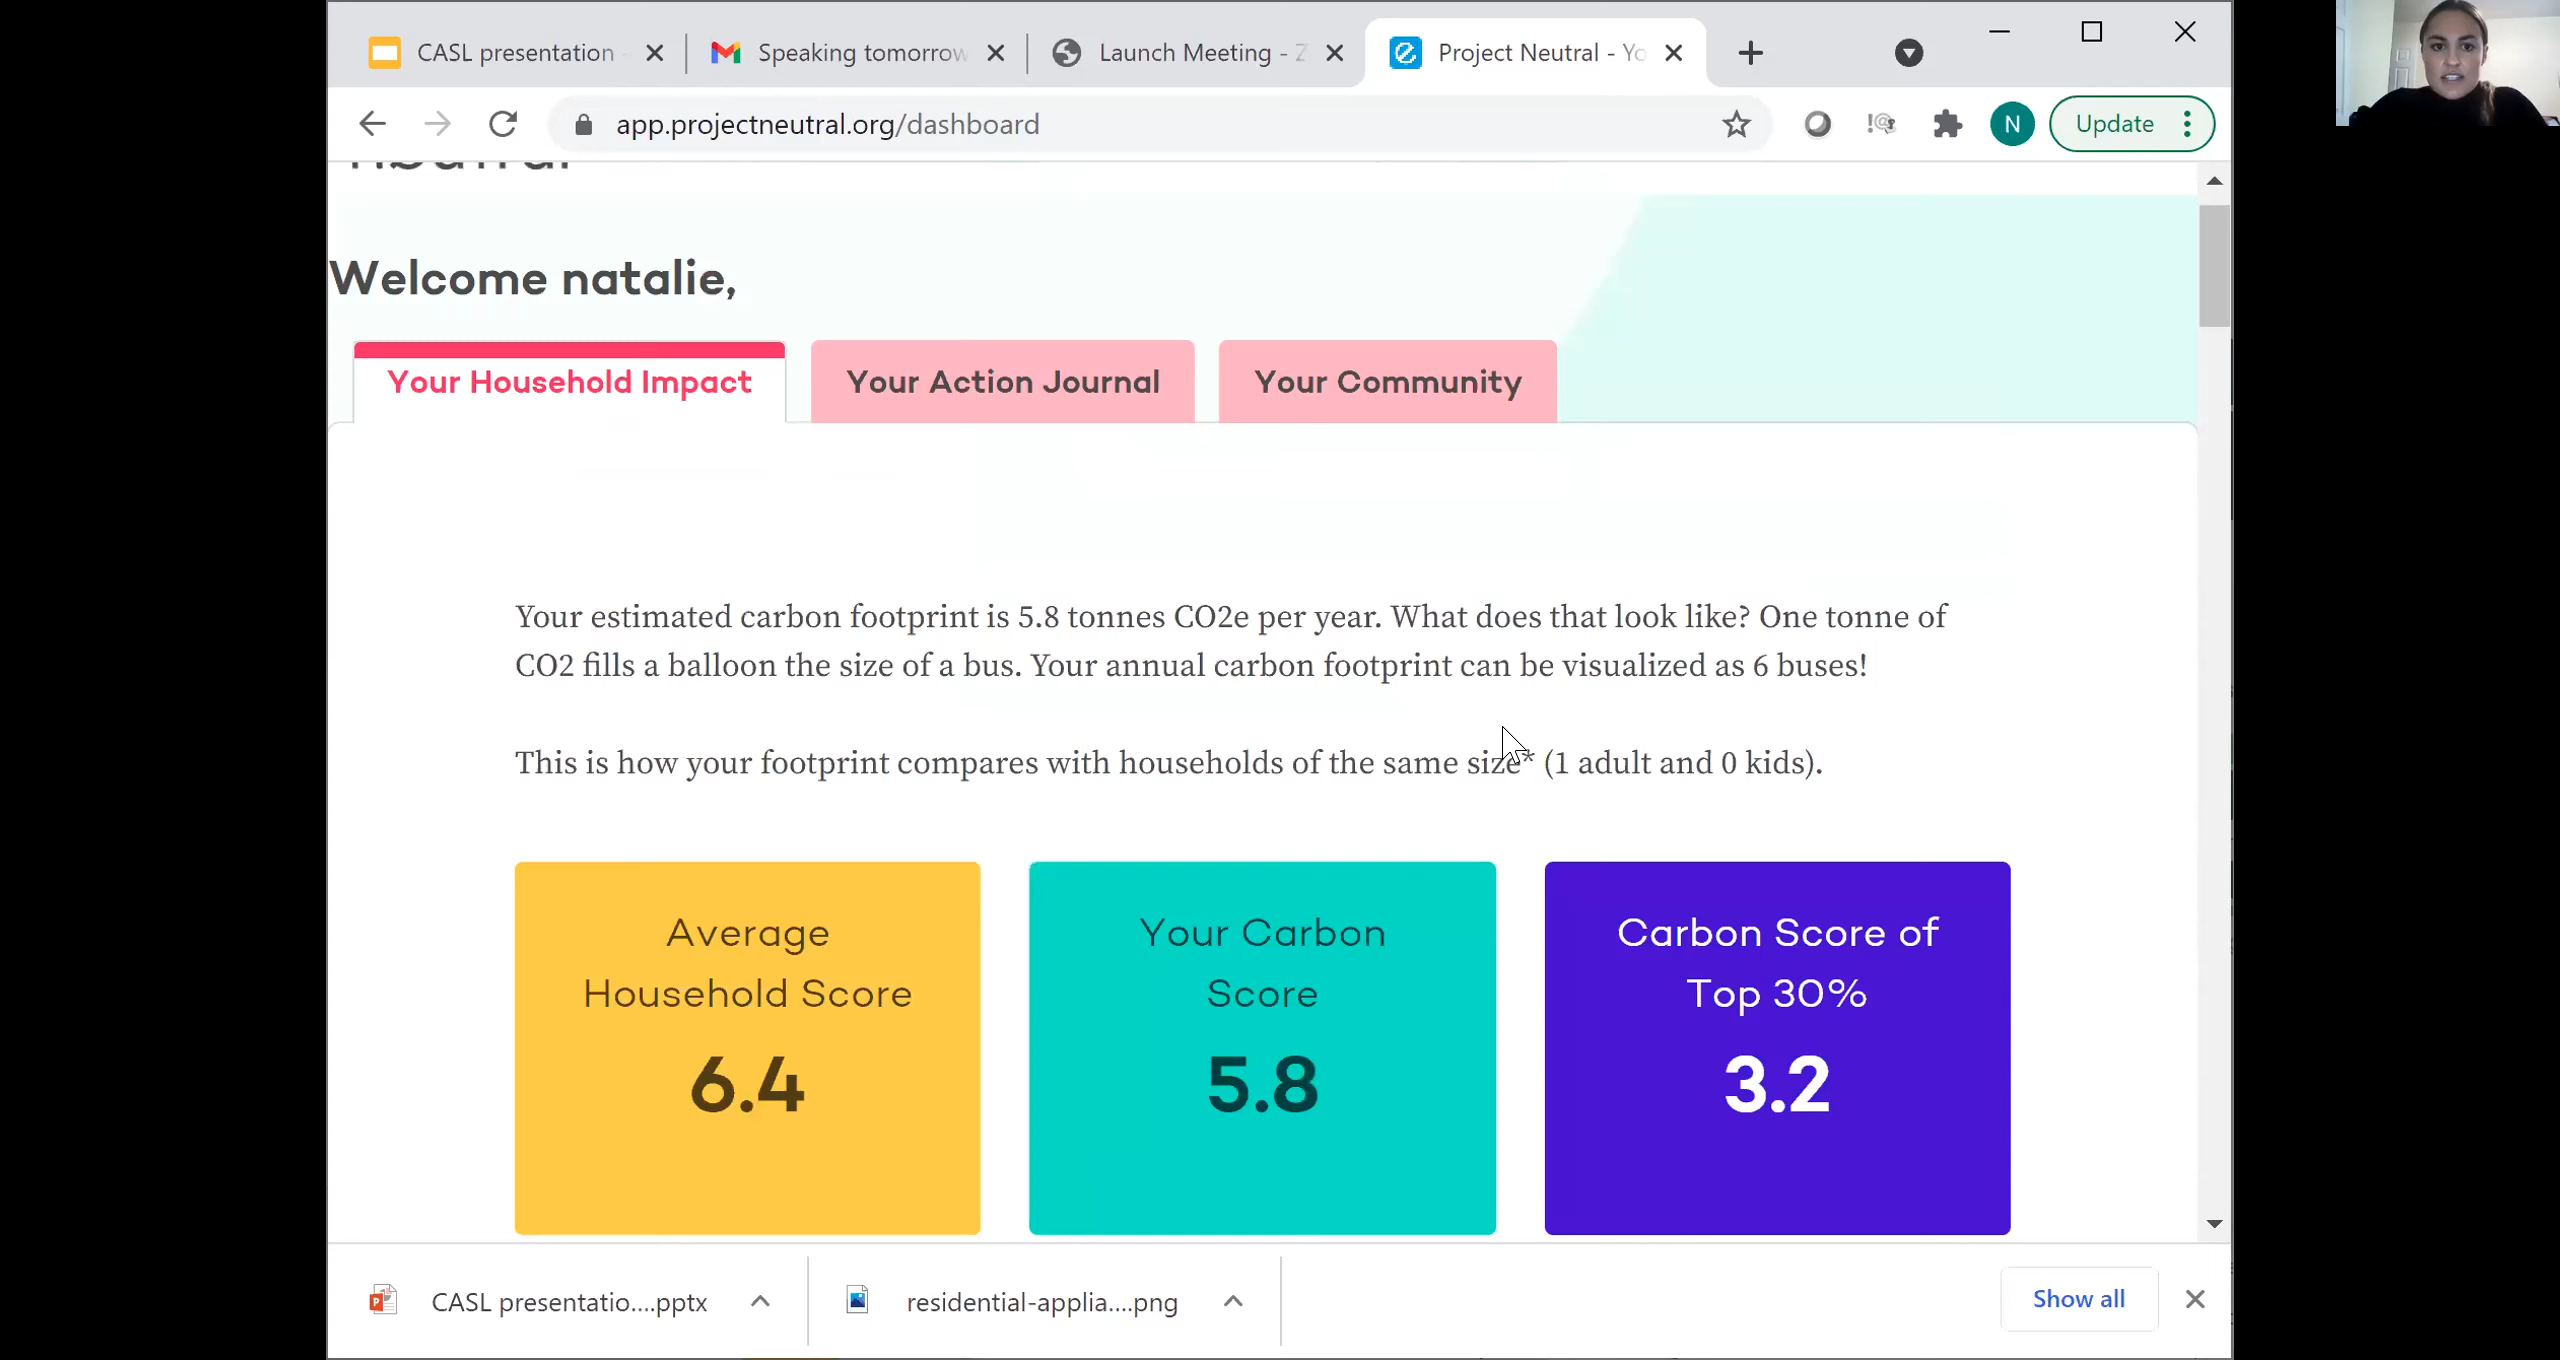 CASL presentation -
Speaking tomorrow
Launch Meeting - Z
Project Neutral - Yo
app.projectneutral.org/dashboard
N
Update
neutral
Welcome natalie,
Your Household Impact
Your Action Journal
Your Community
Your estimated carbon footprint is 5.8 tonnes CO2e per year. What does that look like? One tonne of
CO2 fills a balloon the size of a bus. Your annual carbon footprint can be visualized as 6 buses!
This is how your footprint compares with households of the same size* (1 adult and 0 kids).
Average
Household Score
6.4
Your Carbon
Score
5.8
Carbon Score of
Top 30%
3.2
CASL presentatio....pptx
residential-applia....png
Show all